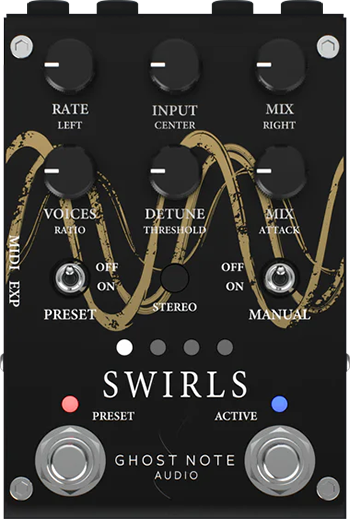 RATE
LEFT
INPUT
CENTER
MIX
RIGHT
VOICES
RATIO
DETUNE
THRESHOLD
MIX
ATTACK
MIDI EXP
OFF
ON
PRESET
STEREO
OFF
ON
MANUAL
SWIRLS
PRESET
ACTIVE
GHOST NOTE
AUDIO